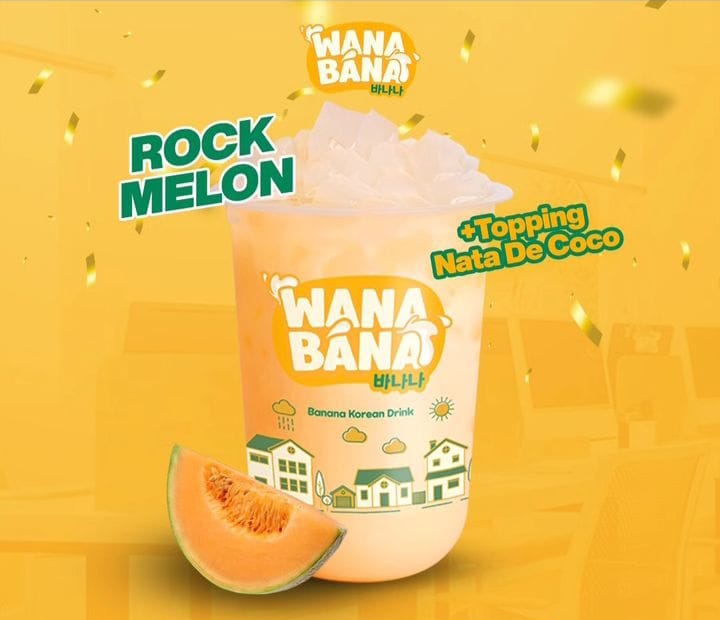 WANA
BANA
바나나
ROCK
MELON
+Topping
Nata De Coco
WANA
BANA
바나나
Banana Korean Drink